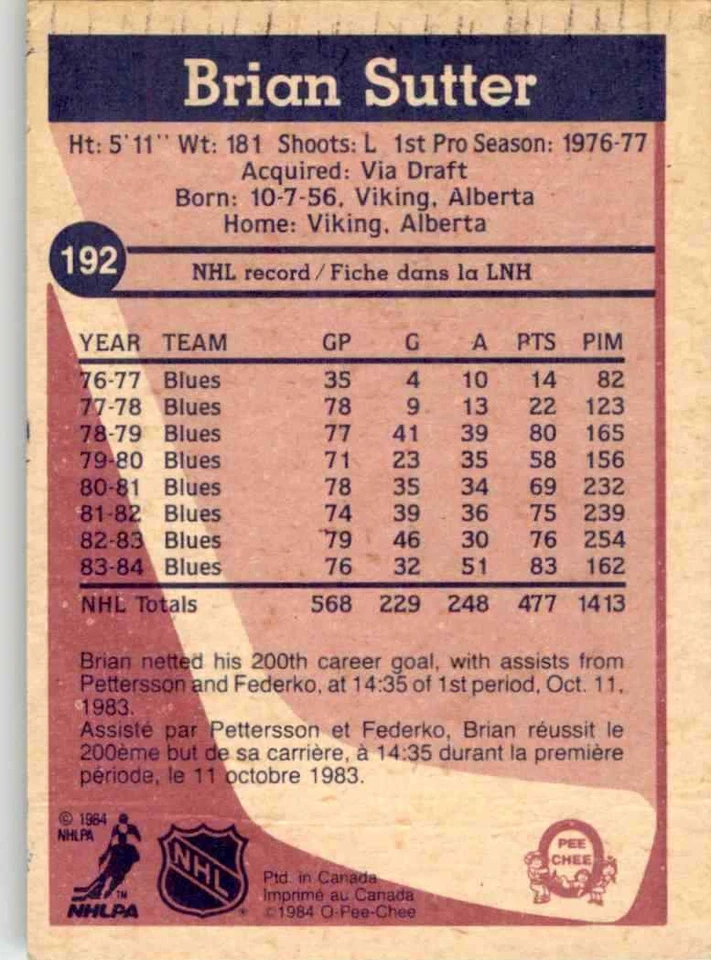 Brian Sutter
Ht: 5'11'' Wt: 181 Shoots: L 1st Pro Season: 1976-77
Acquired: Via Draft
Born: 10-7-56, Viking, Alberta
Home: Viking, Alberta
192
NHL record / Fiche dans la LNH
YEAR TEAM GP G A PTS PIM
76-77 Blues 35 4 10 14 82
77-78 Blues 78 9 13 22 123
78-79 Blues 77 41 39 80 165
79-80 Blues 71 23 35 58 156
80-81 Blues 78 35 34 69 232
81-82 Blues 74 39 36 75 239
82-83 Blues 79 46 30 76 254
83-84 Blues 76 32 51 83 162
NHL Totals 568 229 248 477 1413
Brian netted his 200th career goal, with assists from
Pettersson and Federko, at 14:35 of 1st period, Oct. 11,
1983.
Assisté par Pettersson et Federko, Brian réussit le
200ème but de sa carrière, à 14:35 durant la première
période, le 11 octobre 1983.
© 1984
NHLPA
TM
NHLPA
NHL
Ptd. in Canada
Imprimé au Canada
©1984 O-Pee-Chee
PEE
CHEE